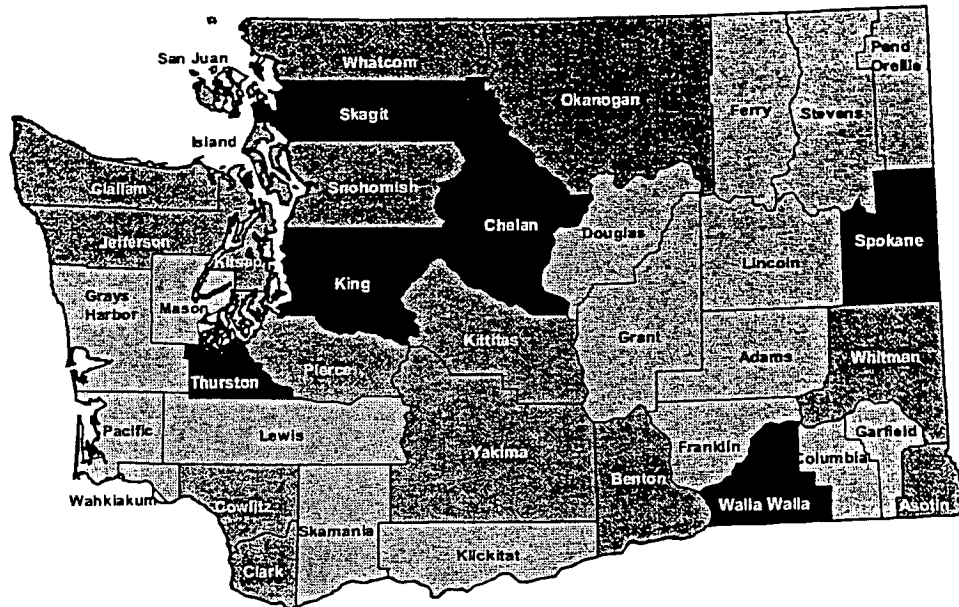 San Juan
Whatcom
Pend
Oreille
Skagit
Okanogan
Ferry
Stevens
Island
Clallam
Snohomish
Chelan
Douglas
Spokane
Jefferson
Kitsap
Lincoln
King
Grays
Harbor
Mason
Grant
Kittitas
Adams
Whitman
Pierce
Thurston
Pacific
Lewis
Garfield
Franklin
Yakima
Columbia
Benton
Wahkiakum
Cowlitz
Walla Walla
Asotin
Skamania
Klickitat
Clark